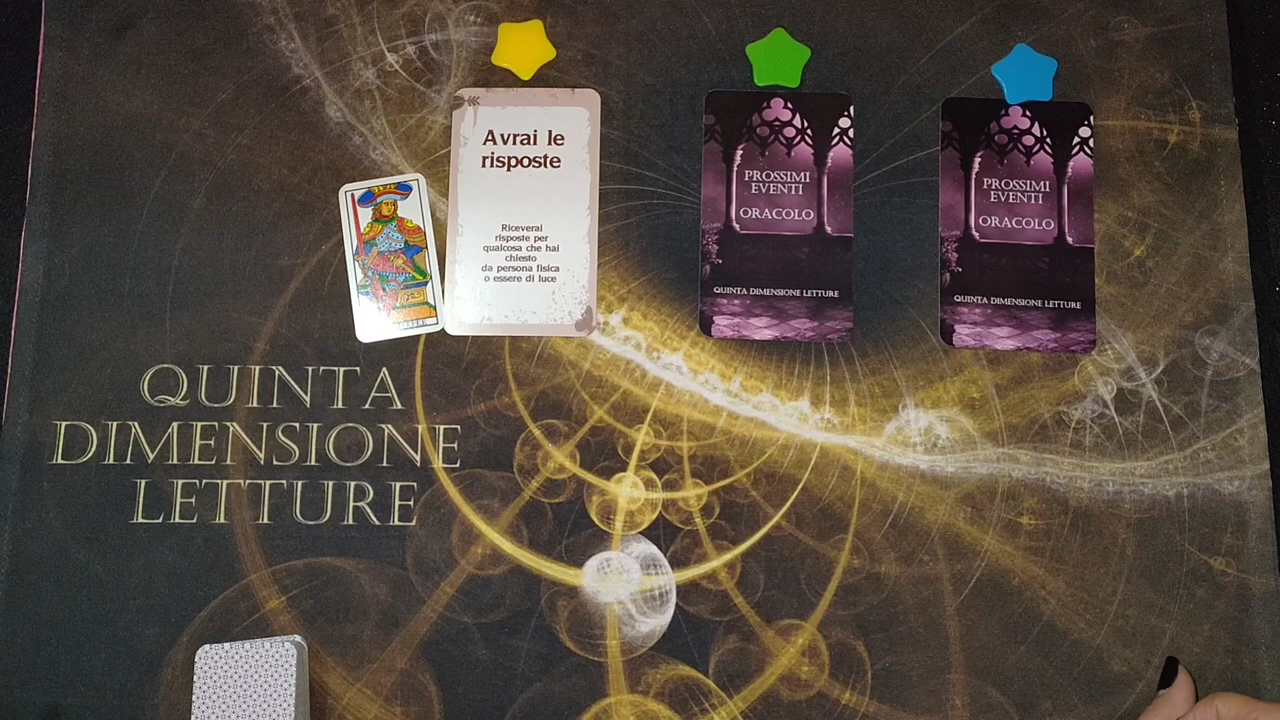 Avrai le
risposte
Riceverai
risposte per
qualcosa che hai
chiesto
da persona fisica
o essere di luce
PROSSIMI
EVENTI
ORACOLO
QUINTA DIMENSIONE LETTURE
PROSSIMI
EVENTI
ORACOLO
QUINTA DIMENSIONE LETTURE
QUINTA
DIMENSIONE
LETTURE